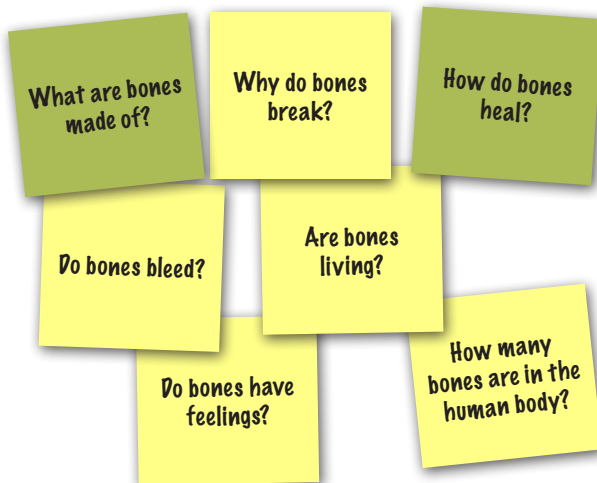 What are bones
made of?
Why do bones
break?
How do bones
heal?
Do bones bleed?
Are bones
living?
Do bones have
feelings?
How many
bones are in the
human body?